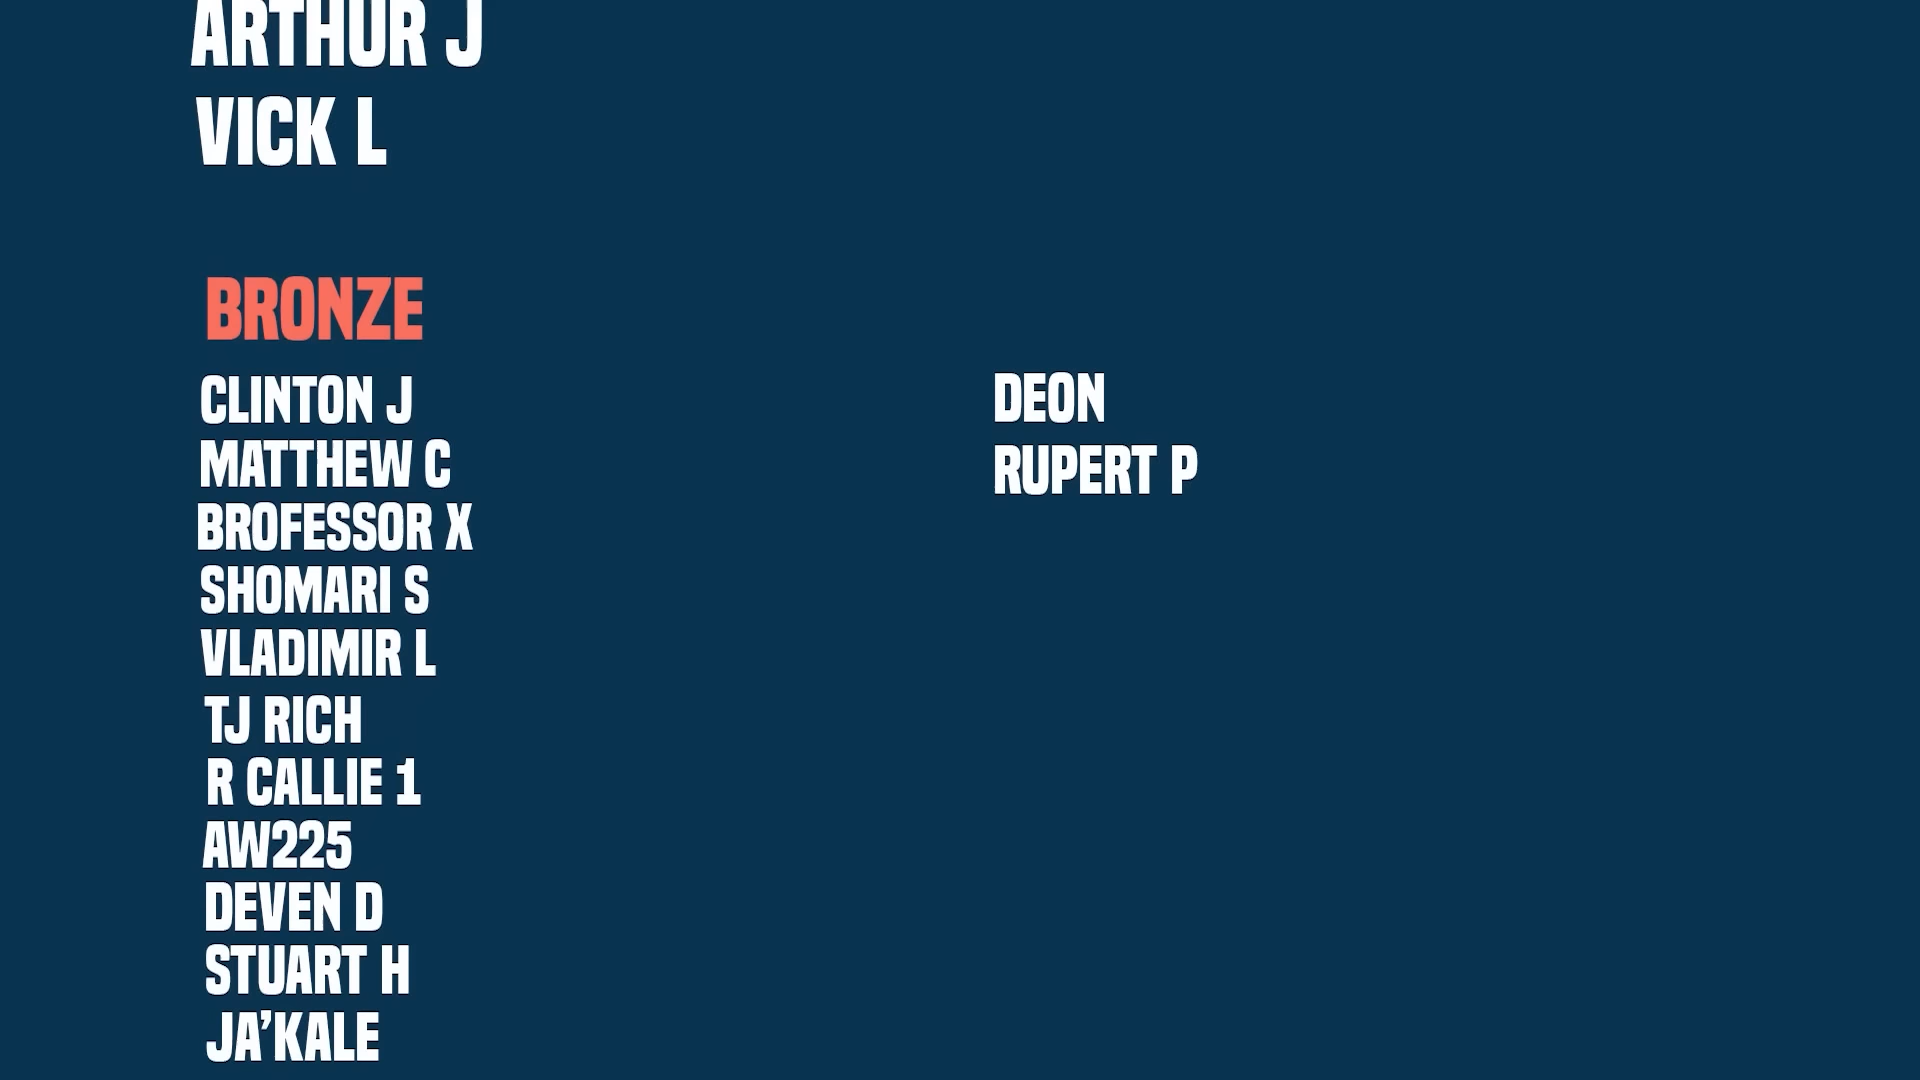 ARTHUR J
VICK L
BRONZE
CLINTON J
MATTHEW C
BROFESSOR X
SHOMARI S
VLADIMIR L
TJ RICH
R CALLIE 1
AW225
DEVEN D
STUART H
JA’KALE
DEON
RUPERT P